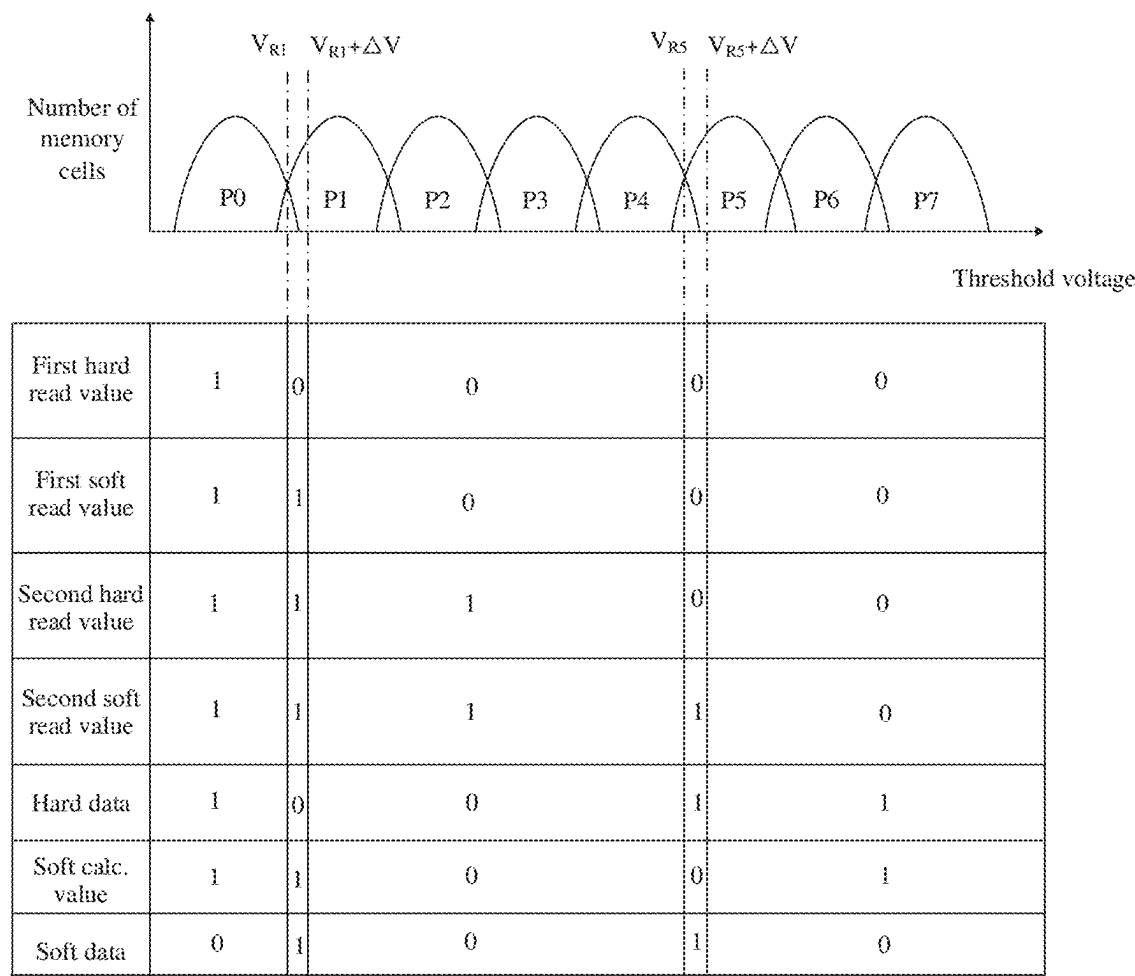 V_R1 V_R1+△V V_R5 V_R5+△V
Number of
memory
cells
P0 P1 P2 P3 P4 P5 P6 P7
Threshold voltage
First hard
read value 1 0 0 0 0
First soft
read value 1 1 0 0 0
Second hard
read value 1 1 1 0 0
Second soft
read value 1 1 1 1 0
Hard data 1 0 0 1 1
Soft calc.
value 1 1 0 0 1
Soft data 0 1 0 1 0